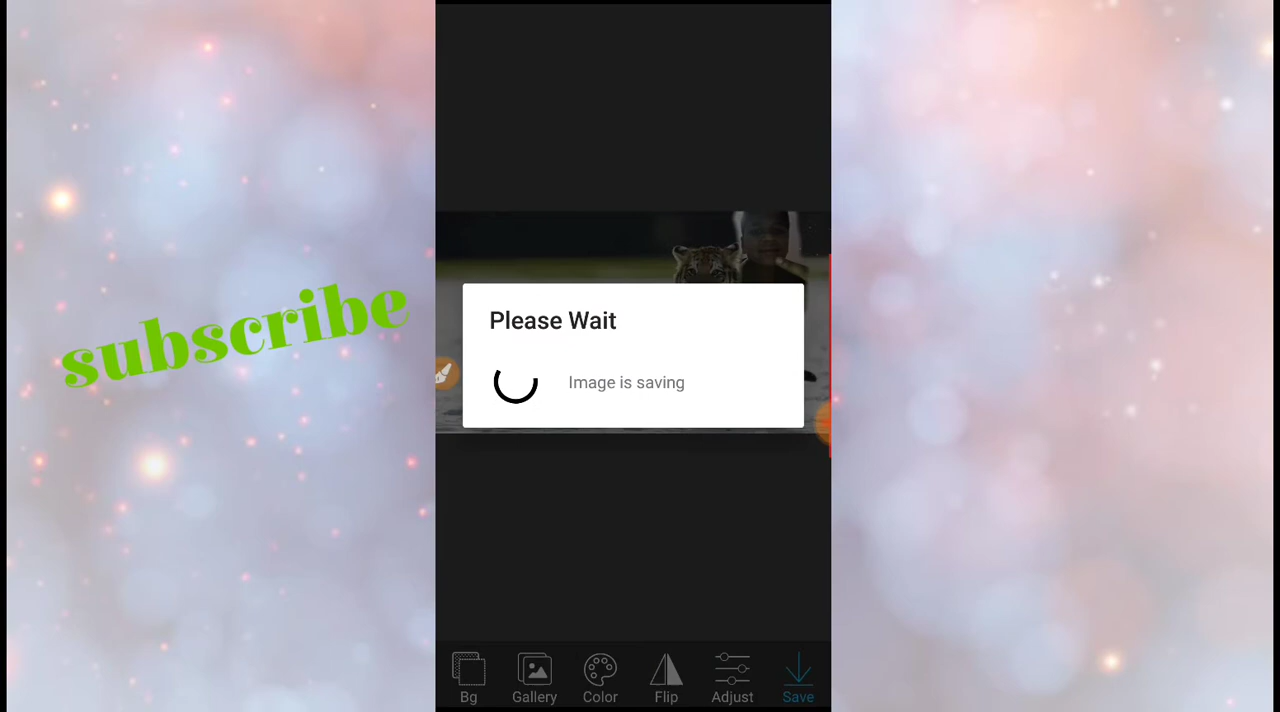 subscribe
Please Wait
Image is saving
Bg
Gallery
Color
Flip
Adjust
Save